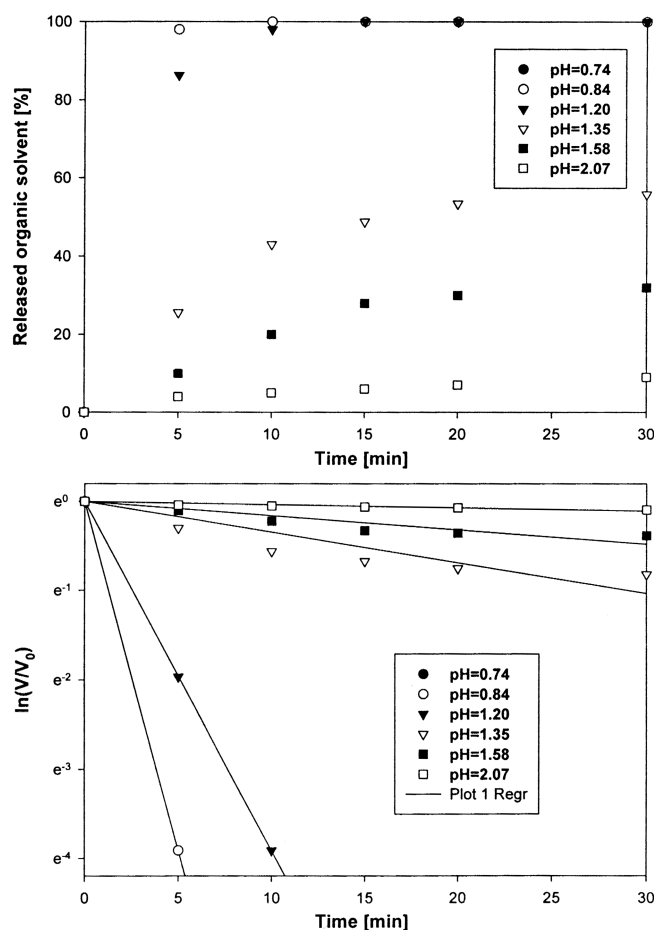 Released organic solvent [%]
100
80
60
40
20
0
pH=0.74
pH=0.84
pH=1.20
pH=1.35
pH=1.58
pH=2.07
0 5 10 15 20 30
Time [min]
ln(V/V₀)
e⁰
e⁻¹
e⁻²
e⁻³
e⁻⁴
pH=0.74
pH=0.84
pH=1.20
pH=1.35
pH=1.58
pH=2.07
Plot 1 Regr
0 5 10 15 20 30
Time [min]